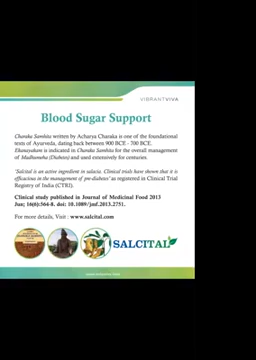 VIBRANTVIVA
Blood Sugar Support
Charaka Samhita written by Acharya Charaka is one of the foundational
texts of Ayurveda, dating back between 900 BCE - 700 BCE.
Ekanayakam is indicated in Charaka Samhita for the overall management
of Madhumeha (Diabetes) and used extensively for centuries.
"Salcital is an active ingredient in salacia. Clinical trials have shown that it is
efficacious in the management of pre-diabetes" as registered in Clinical Trial
Registry of India (CTRI).
Clinical study published in Journal of Medicinal Food 2013
Jun; 16(6):564-8. doi: 10.1089/jmf.2013.2751.
For more details, Visit : www.salcital.com
SALCITAL